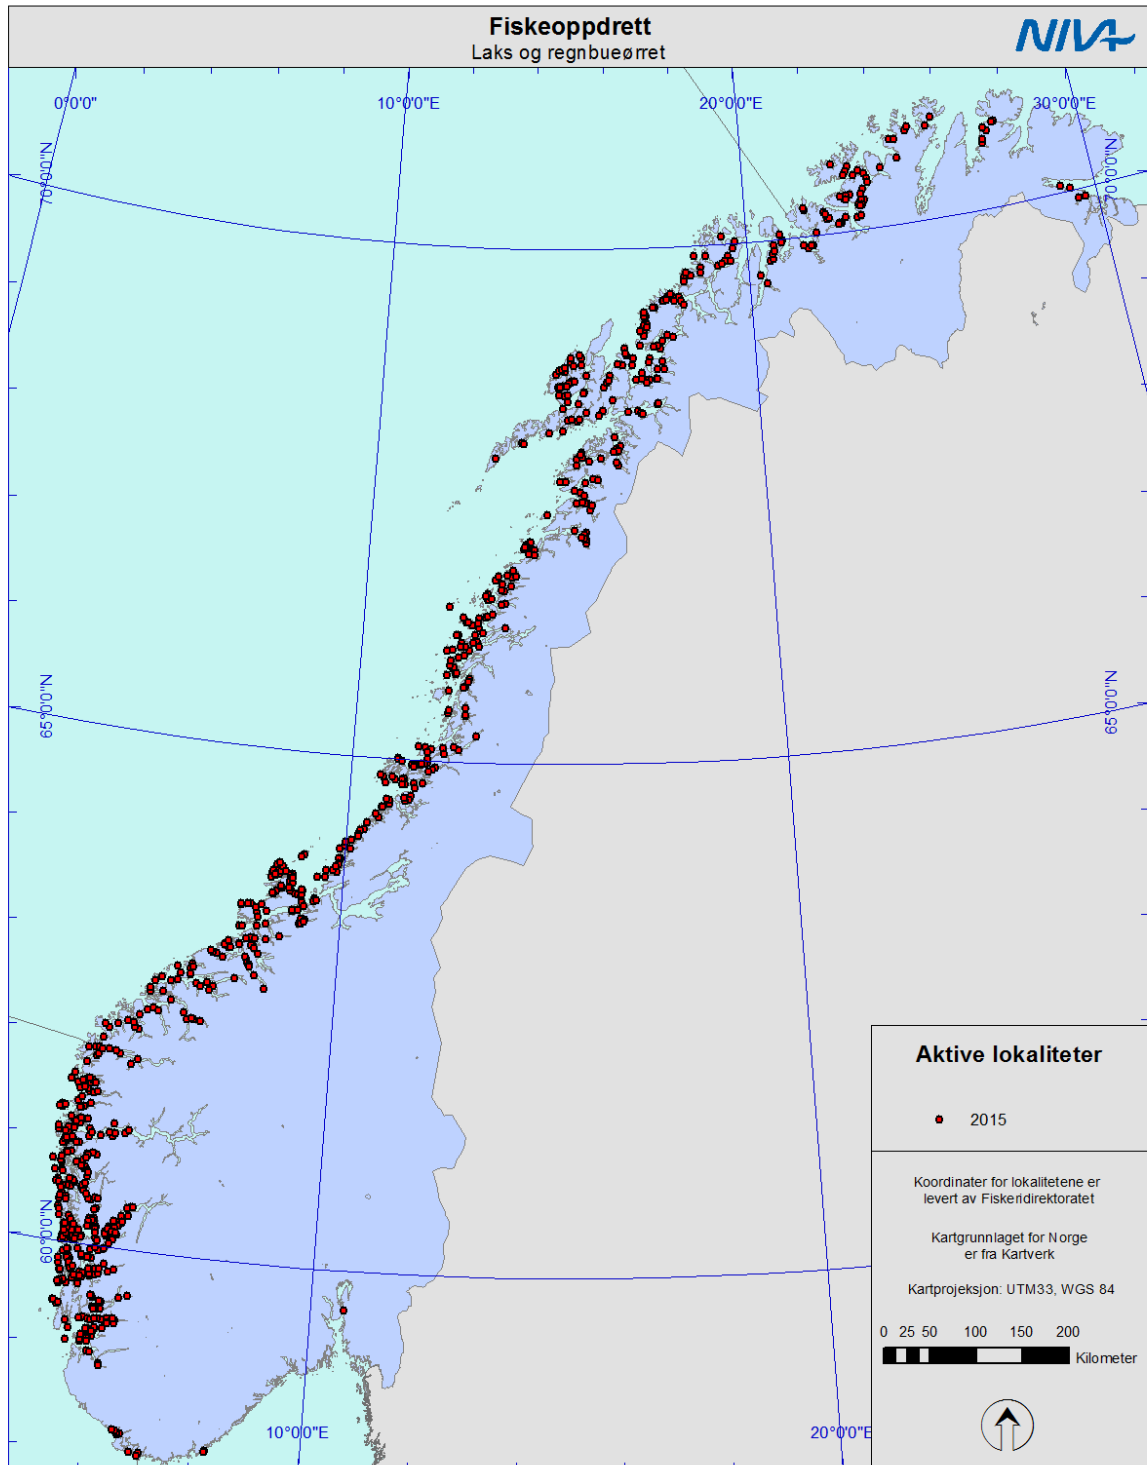 Fiskeoppdrett
Laks og regnbueørret
NIVA
0°0'0"
10°0'0"E
20°0'0"E
30°0'0"E
70°0'0"N
70°0'0"N
65°0'0"N
65°0'0"N
60°0'0"N
10°0'0"E
20°0'0"E
Aktive lokaliteter
2015
Koordinater for lokalitetene er
levert av Fiskeridirektoratet
Kartgrunnlaget for Norge
er fra Kartverk
Kartprojeksjon: UTM33, WGS 84
0 25 50 100 150 200
Kilometer